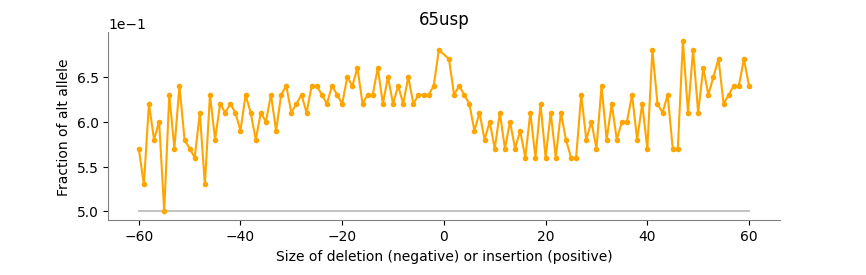 65usp
1e−1
Fraction of alt allele
6.5
6.0
5.5
5.0
−60 −40 −20 0 20 40 60
Size of deletion (negative) or insertion (positive)